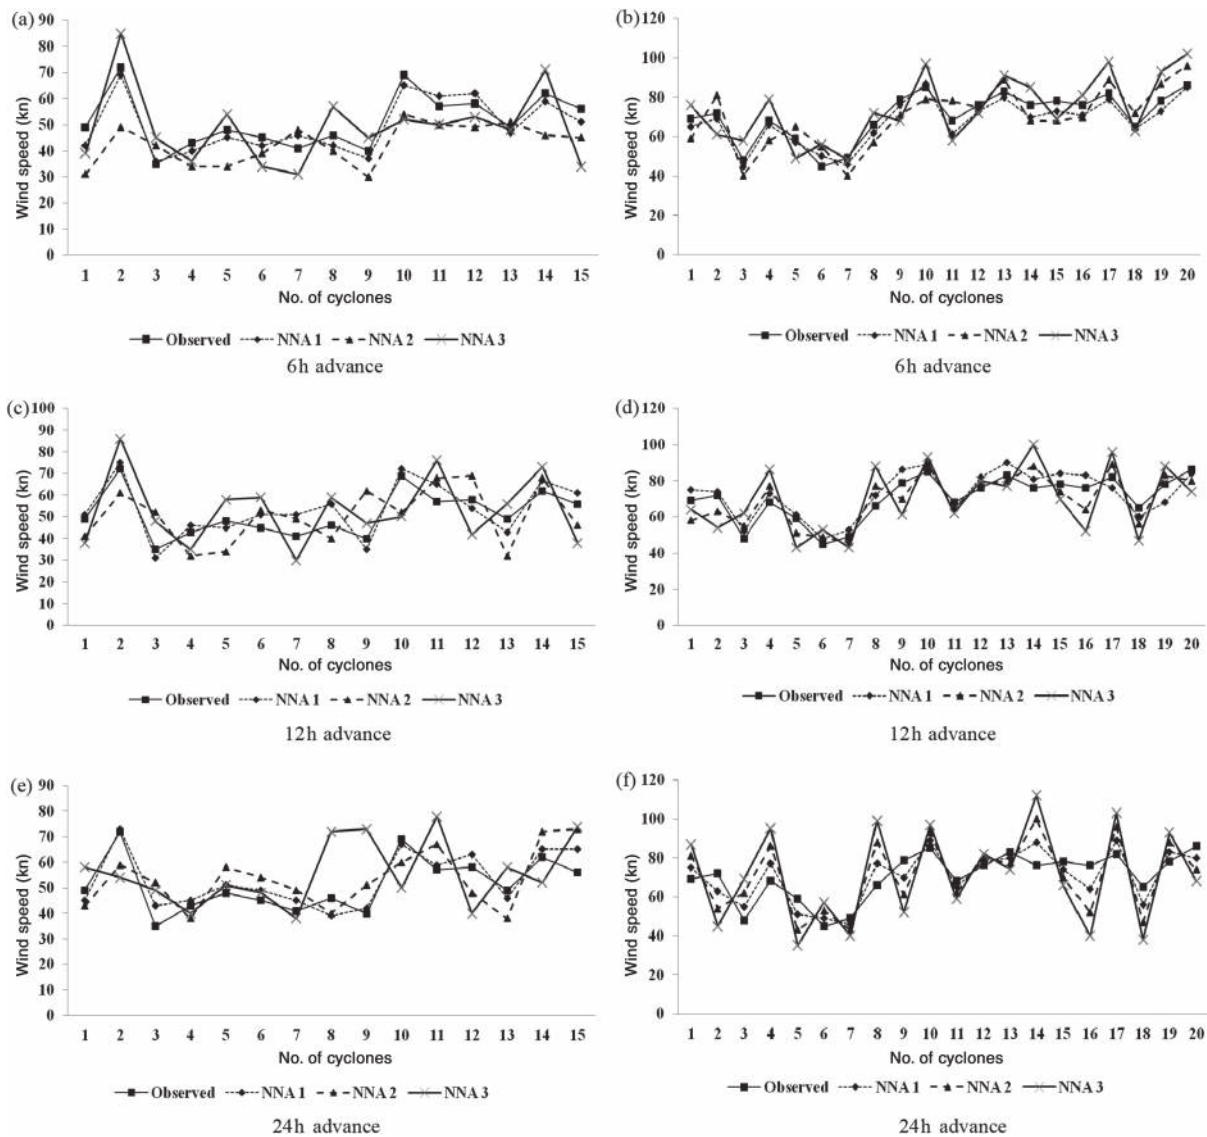 (a) 90
80
70
60
50
40
30
20
10
0
Wind speed (kn)
1 2 3 4 5 6 7 8 9 10 11 12 13 14 15
No. of cyclones
Observed NNA 1 NNA 2 NNA 3
6h advance
(b) 120
100
80
60
40
20
0
Wind speed (kn)
1 2 3 4 5 6 7 8 9 10 11 12 13 14 15 16 17 18 19 20
No. of cyclones
Observed NNA 1 NNA 2 NNA 3
6h advance
(c) 100
90
80
70
60
50
40
30
20
10
0
Wind speed (kn)
1 2 3 4 5 6 7 8 9 10 11 12 13 14 15
No. of cyclones
Observed NNA 1 NNA 2 NNA 3
12h advance
(d) 120
100
80
60
40
20
0
Wind speed (kn)
1 2 3 4 5 6 7 8 9 10 11 12 13 14 15 16 17 18 19 20
No. of cyclones
Observed NNA 1 NNA 2 NNA 3
12h advance
(e) 90
80
70
60
50
40
30
20
10
0
Wind speed (kn)
1 2 3 4 5 6 7 8 9 10 11 12 13 14 15
No. of cyclones
Observed NNA 1 NNA 2 NNA 3
24h advance
(f) 120
100
80
60
40
20
0
Wind speed (kn)
1 2 3 4 5 6 7 8 9 10 11 12 13 14 15 16 17 18 19 20
No. of cyclones
Observed NNA 1 NNA 2 NNA 3
24h advance